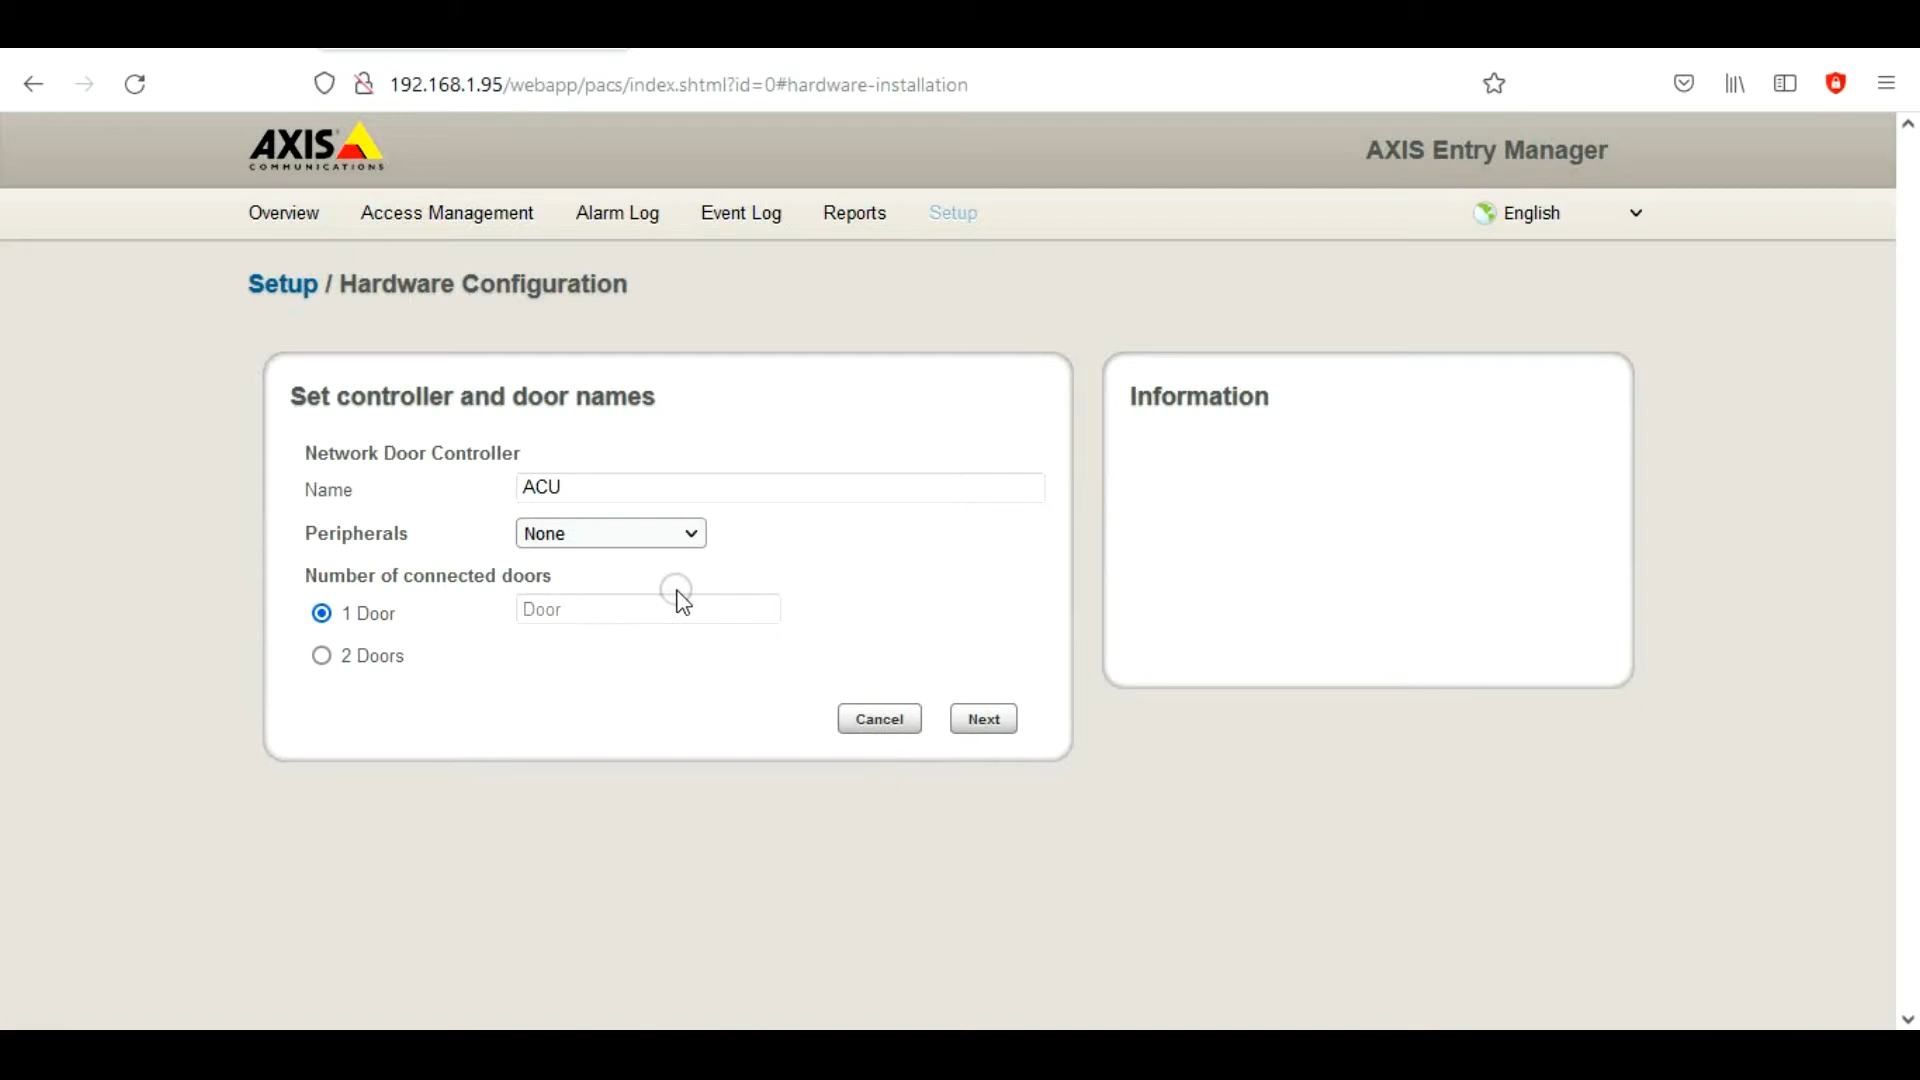 192.168.1.95/webapp/pacs/index.shtml?id=0#hardware-installation
AXIS
COMMUNICATIONS
AXIS Entry Manager
Overview Access Management Alarm Log Event Log Reports Setup English
Setup / Hardware Configuration
Set controller and door names
Network Door Controller
Name ACU
Peripherals None
Number of connected doors
1 Door Door
2 Doors
Cancel Next
Information